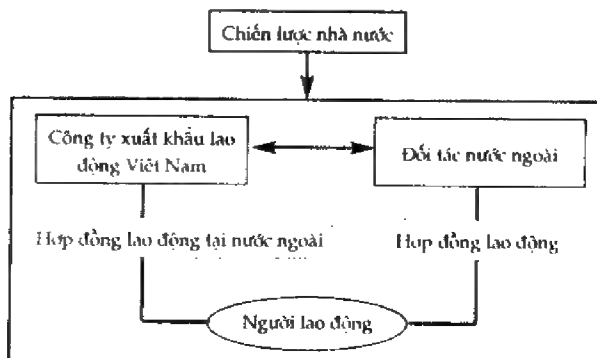 Chiến lược nhà nước
Công ty xuất khẩu lao
động Việt Nam
Đối tác nước ngoài
Hợp đồng lao động tại nước ngoài
Hợp đồng lao động
Người lao động